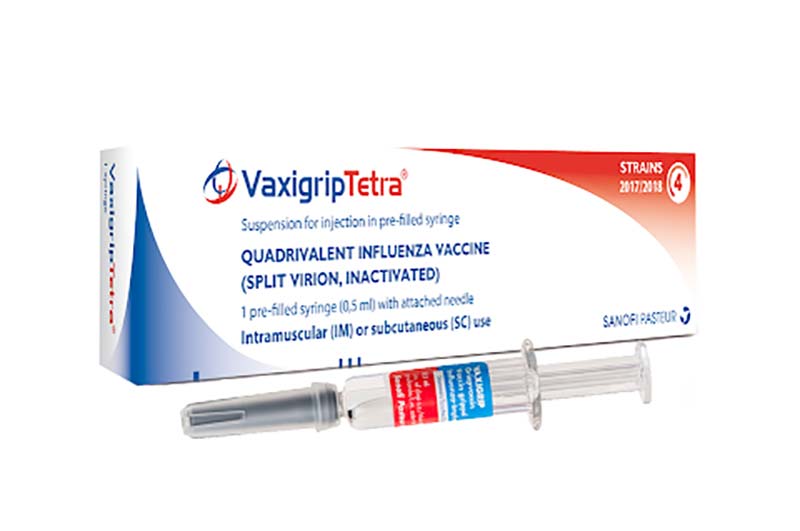 VaxigripTetra®
1 syringe
VaxigripTetra®
STRAINS
2017/2018
4
Suspension for injection in pre-filled syringe
QUADRIVALENT INFLUENZA VACCINE
(SPLIT VIRION, INACTIVATED)
1 pre-filled syringe (0,5 ml) with attached needle
Intramuscular (IM) or subcutaneous (SC) use
SANOFI PASTEUR
VAXIGRIP